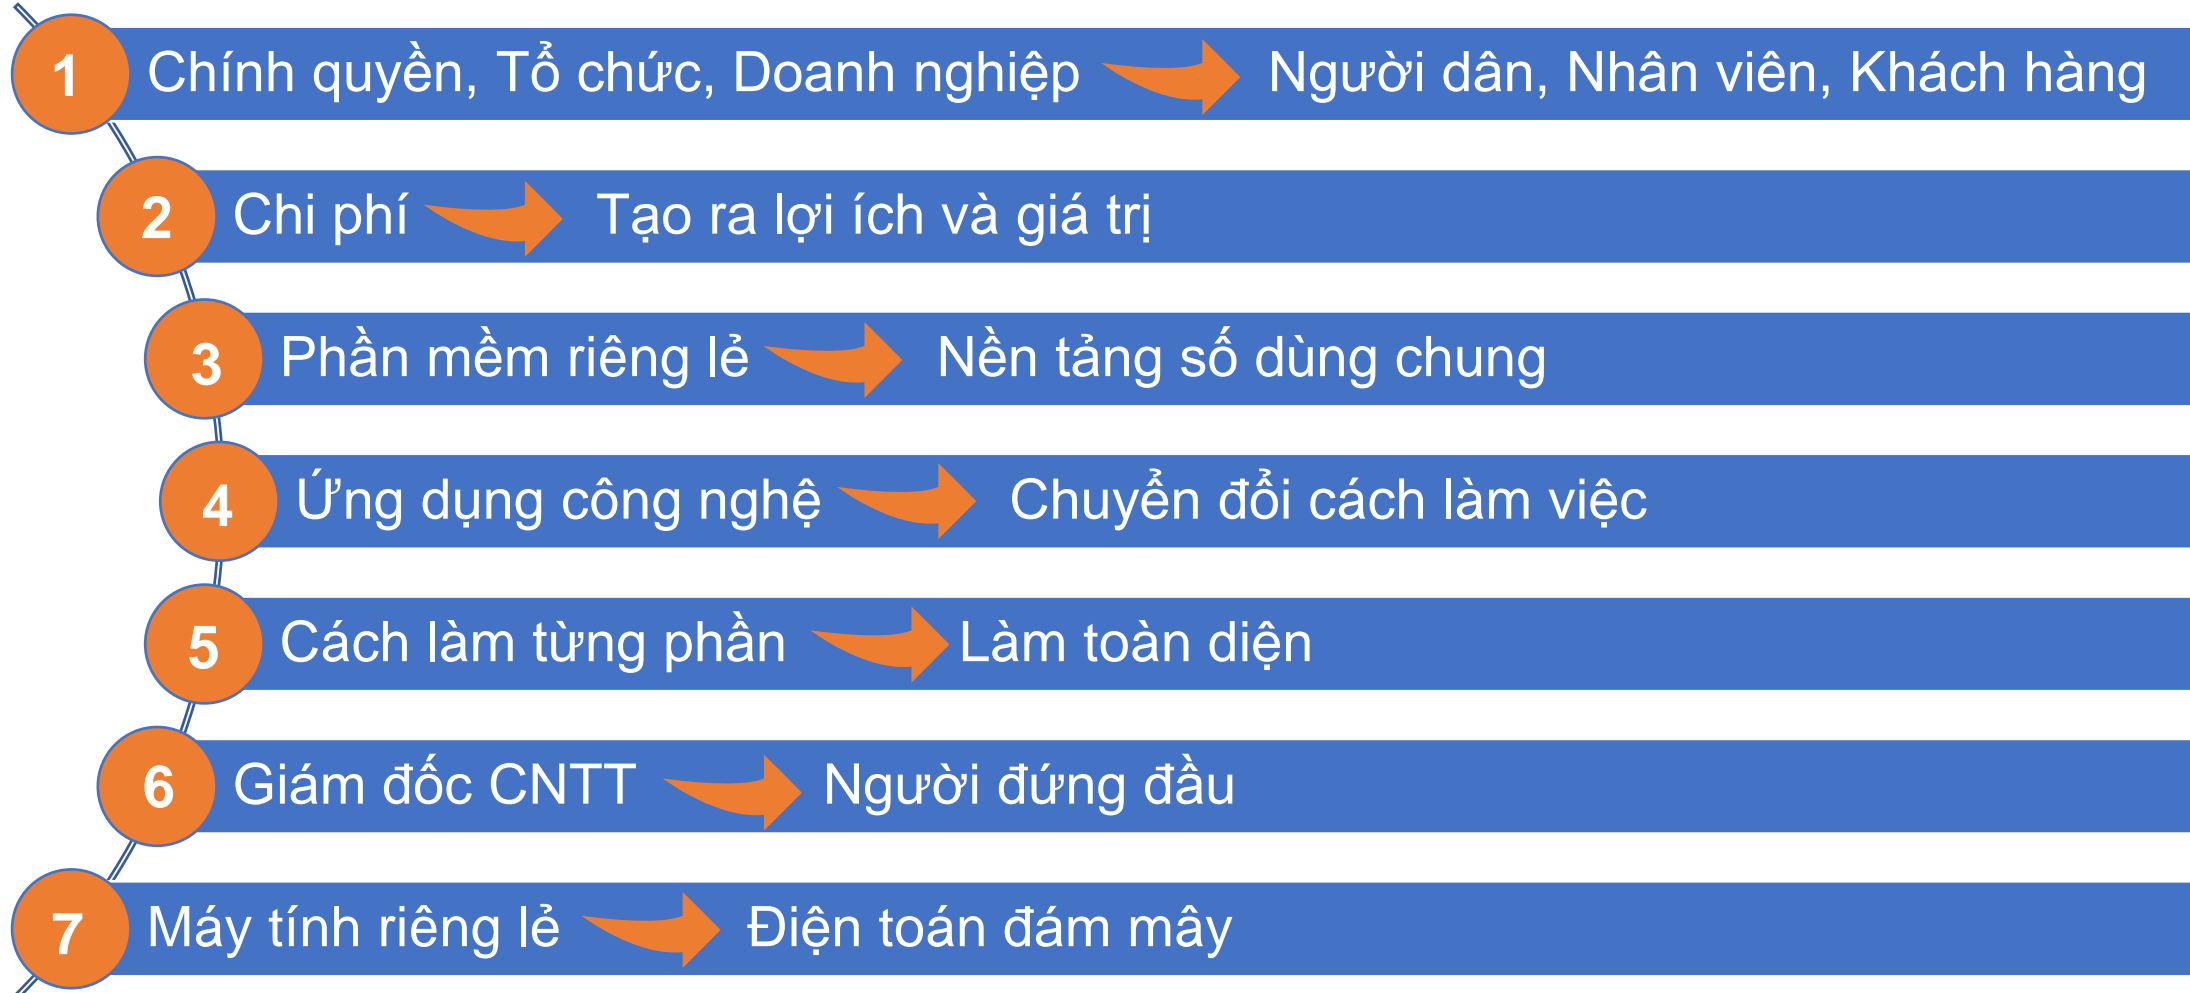 1 Chính quyền, Tổ chức, Doanh nghiệp Người dân, Nhân viên, Khách hàng
2 Chi phí Tạo ra lợi ích và giá trị
3 Phần mềm riêng lẻ Nền tảng số dùng chung
4 Ứng dụng công nghệ Chuyển đổi cách làm việc
5 Cách làm từng phần Làm toàn diện
6 Giám đốc CNTT Người đứng đầu
7 Máy tính riêng lẻ Điện toán đám mây